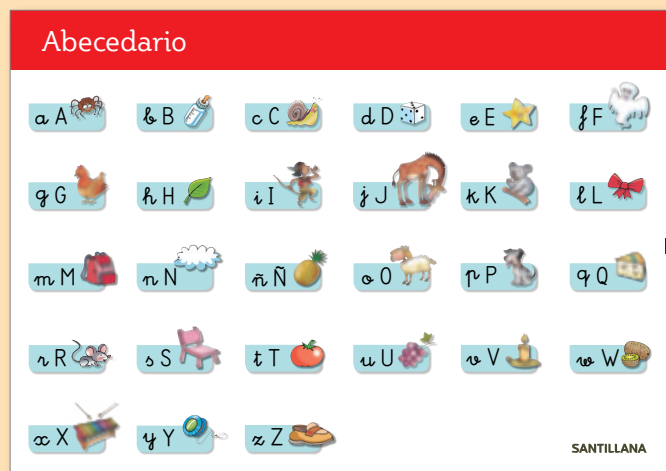 Abecedario
a A b B c C d D e E f F
g G h H i I j J k K l L
m M n N ñ Ñ o O p P q Q
r R s S t T u U v V w W
x X y Y z Z
SANTILLANA